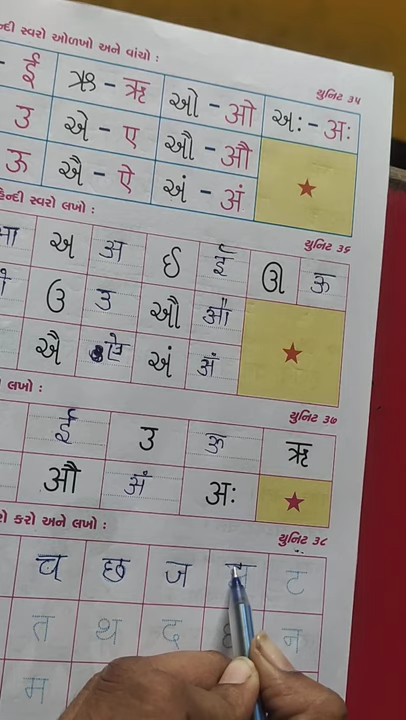 હિન્દી સ્વરો ઓળખો અને વાંચો :
યુનિટ ૩૫
- ई ઋ - ऋ ઓ - ओ અઃ - अः
उ એ - ए ઔ - औ
ऊ ઐ - ऐ અં - अं
હિન્દી સ્વરો લખો :
યુનિટ ૩૬
અ अ ઈ ई ઊ ऊ
ઉ उ ઔ औ
ઐ ऐ અં अं
લખો :
યુનિટ ૩૭
ई उ ऊ ऋ
औ अं अः
કરો અને લખો :
યુનિટ ૩૮
च छ ज ट
त थ द न
म